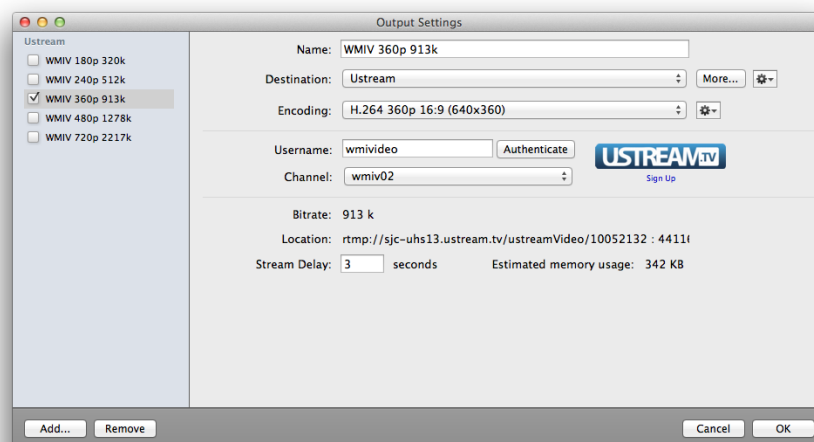 Output Settings
Ustream
WMIV 180p 320k
WMIV 240p 512k
WMIV 360p 913k
WMIV 480p 1278k
WMIV 720p 2217k
Name: WMIV 360p 913k
Destination: Ustream More...
Encoding: H.264 360p 16:9 (640x360)
Username: wmivideo Authenticate
USTREAM.TV
Channel: wmiv02
Sign Up
Bitrate: 913 k
Location: rtmp://sjc-uhs13.ustream.tv/ustreamVideo/10052132 : 44116
Stream Delay: 3 seconds Estimated memory usage: 342 KB
Add... Remove Cancel OK